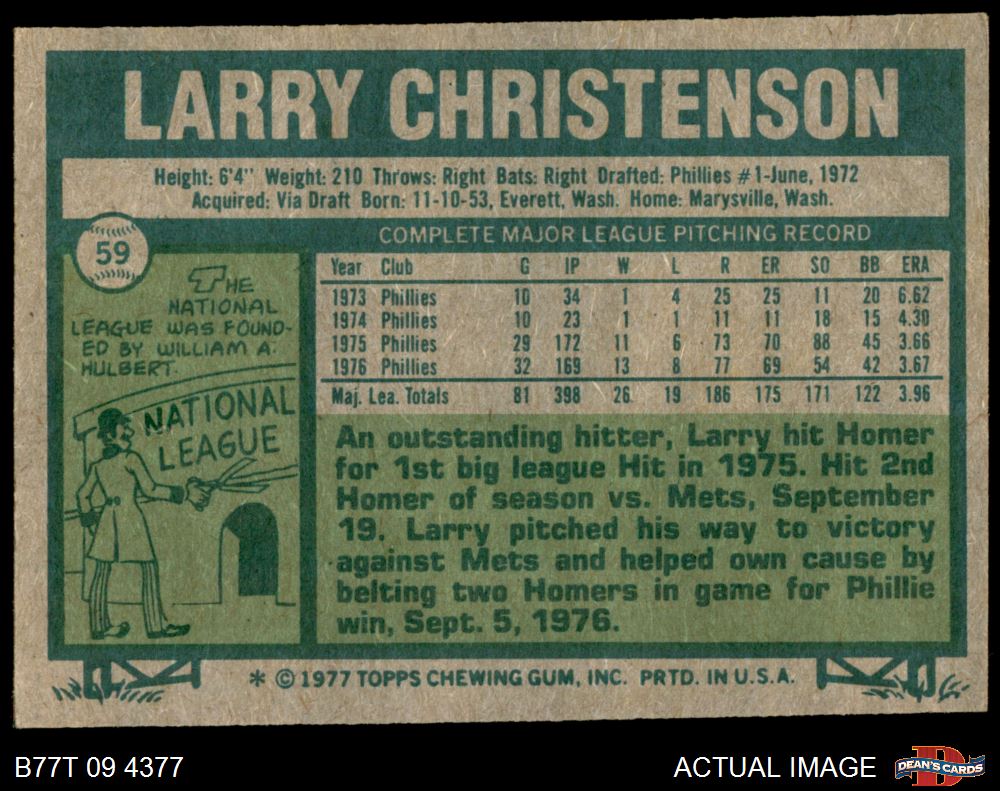 LARRY CHRISTENSON
Height: 6'4" Weight: 210 Throws: Right Bats: Right Drafted: Phillies #1-June, 1972
Acquired: Via Draft Born: 11-10-53, Everett, Wash. Home: Marysville, Wash.
59
THE
NATIONAL
LEAGUE WAS FOUND-
ED BY WILLIAM A.
HULBERT.
NATIONAL
LEAGUE
COMPLETE MAJOR LEAGUE PITCHING RECORD
Year Club G IP W L R ER SO BB ERA
1973 Phillies 10 34 1 4 25 25 11 20 6.62
1974 Phillies 10 23 1 1 11 11 18 15 4.30
1975 Phillies 29 172 11 6 73 70 88 45 3.66
1976 Phillies 32 169 13 8 77 69 54 42 3.67
Maj. Lea. Totals 81 398 26 19 186 175 171 122 3.96
An outstanding hitter, Larry hit Homer
for 1st big league Hit in 1975. Hit 2nd
Homer of season vs. Mets, September
19. Larry pitched his way to victory
against Mets and helped own cause by
belting two Homers in game for Phillie
win, Sept. 5, 1976.
* © 1977 TOPPS CHEWING GUM, INC. PRTD. IN U.S.A.
B77T 09 4377
ACTUAL IMAGE
DEAN'S CARDS